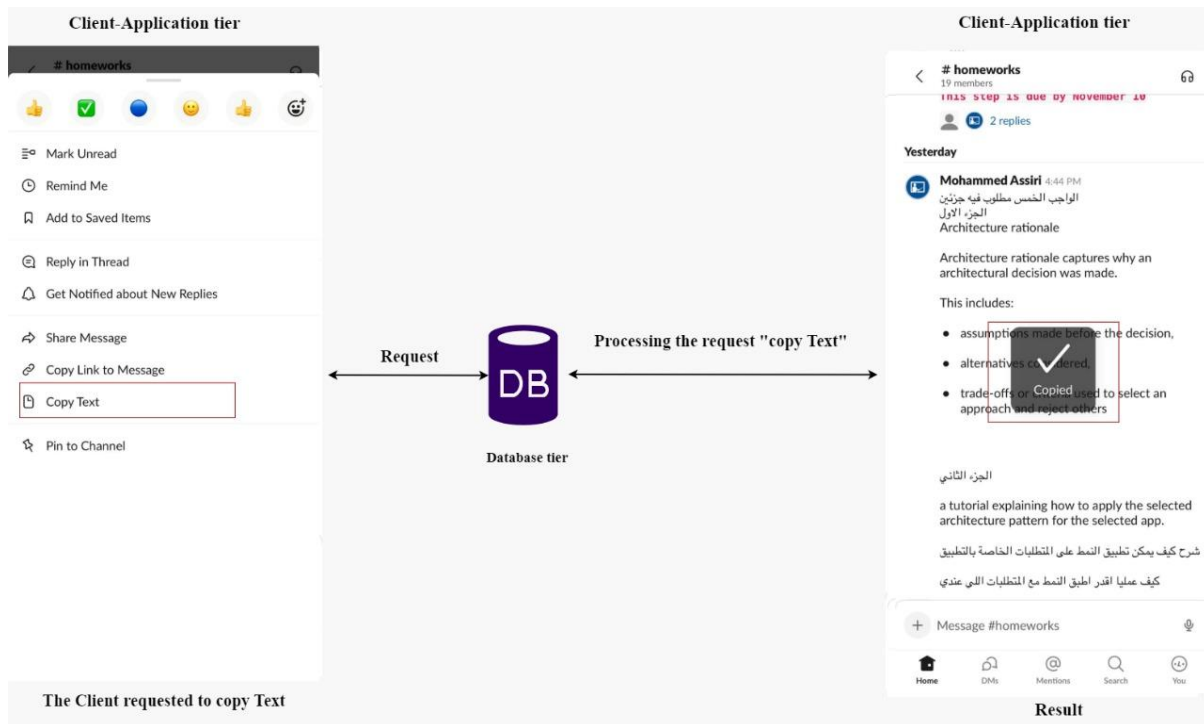 Client-Application tier
# homeworks
Mark Unread
Remind Me
Add to Saved Items
Reply in Thread
Get Notified about New Replies
Share Message
Copy Link to Message
Copy Text
Pin to Channel
The Client requested to copy Text
Request
DB
Database tier
Processing the request "copy Text"
Client-Application tier
# homeworks
19 members
This step is due by November 10
2 replies
Yesterday
Mohammed Assiri 4:44 PM
الواجب الخمس مطلوب فيه جزئين
الجزء الاول
Architecture rationale
Architecture rationale captures why an
architectural decision was made.
This includes:
• assumptions made before the decision,
• alternatives considered,
• trade-offs or criteria used to select an
approach and reject others
Copied
الجزء الثاني
a tutorial explaining how to apply the selected
architecture pattern for the selected app.
شرح كيف يمكن تطبيق النمط على المتطلبات الخاصة بالتطبيق
كيف عمليا اقدر اطبق النمط مع المتطلبات اللي عندي
Message #homeworks
Home DMs Mentions Search You
Result